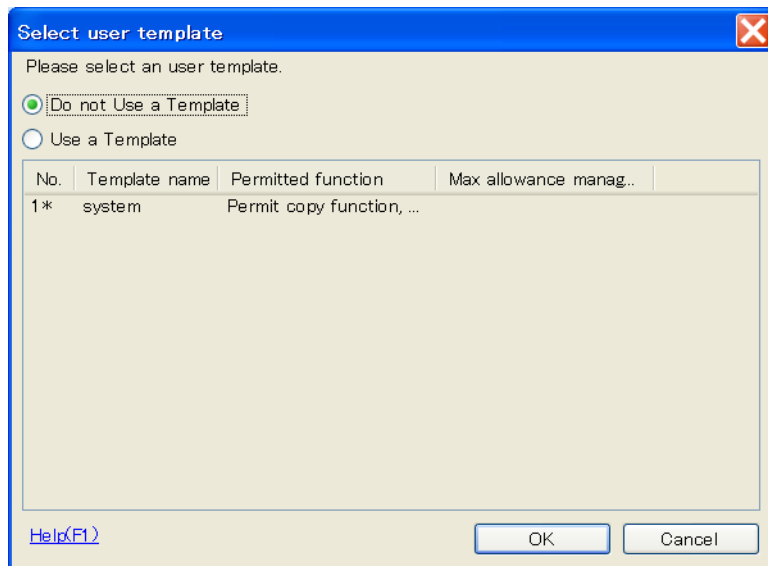 Select user template
Please select an user template.
Do not Use a Template
Use a Template
No. Template name Permitted function Max allowance manag...
1* system Permit copy function, ...
Help(F1) OK Cancel